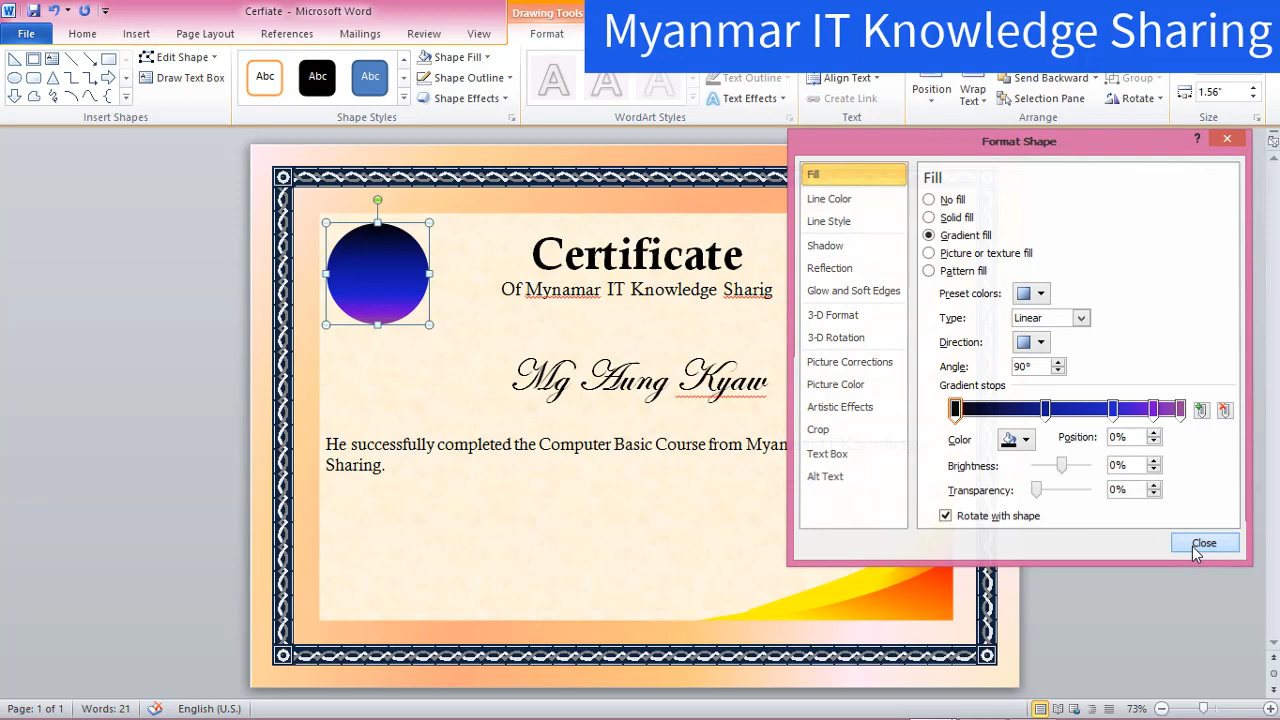 Cerfiate - Microsoft Word
Drawing Tools
Myanmar IT Knowledge Sharing
File
Home
Insert
Page Layout
References
Mailings
Review
View
Format
Edit Shape
Draw Text Box
Insert Shapes
Abc
Abc
Abc
Shape Fill
Shape Outline
Shape Effects
Shape Styles
A
A
A
Text Outline
Text Effects
WordArt Styles
Align Text
Create Link
Text
Position
Wrap
Text
Send Backward
Selection Pane
Group
Rotate
Arrange
1.56"
Size
Certificate
Of Mynamar IT Knowledge Sharig
Mg Aung Kyaw
He successfully completed the Computer Basic Course from Myan
Sharing.
Format Shape
?
Fill
Line Color
Line Style
Shadow
Reflection
Glow and Soft Edges
3-D Format
3-D Rotation
Picture Corrections
Picture Color
Artistic Effects
Crop
Text Box
Alt Text
Fill
No fill
Solid fill
Gradient fill
Picture or texture fill
Pattern fill
Preset colors:
Type: Linear
Direction:
Angle: 90°
Gradient stops
Color
Position: 0%
Brightness: 0%
Transparency: 0%
Rotate with shape
Close
Page: 1 of 1
Words: 21
English (U.S.)
73%